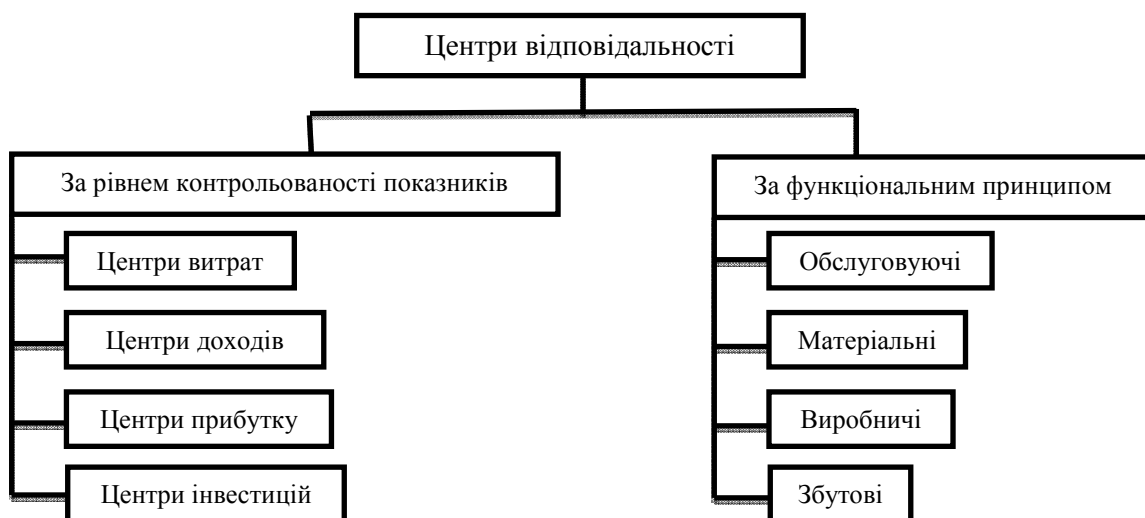 Центри відповідальності
За рівнем контрольованості показників
Центри витрат
Центри доходів
Центри прибутку
Центри інвестицій
За функціональним принципом
Обслуговуючі
Матеріальні
Виробничі
Збутові